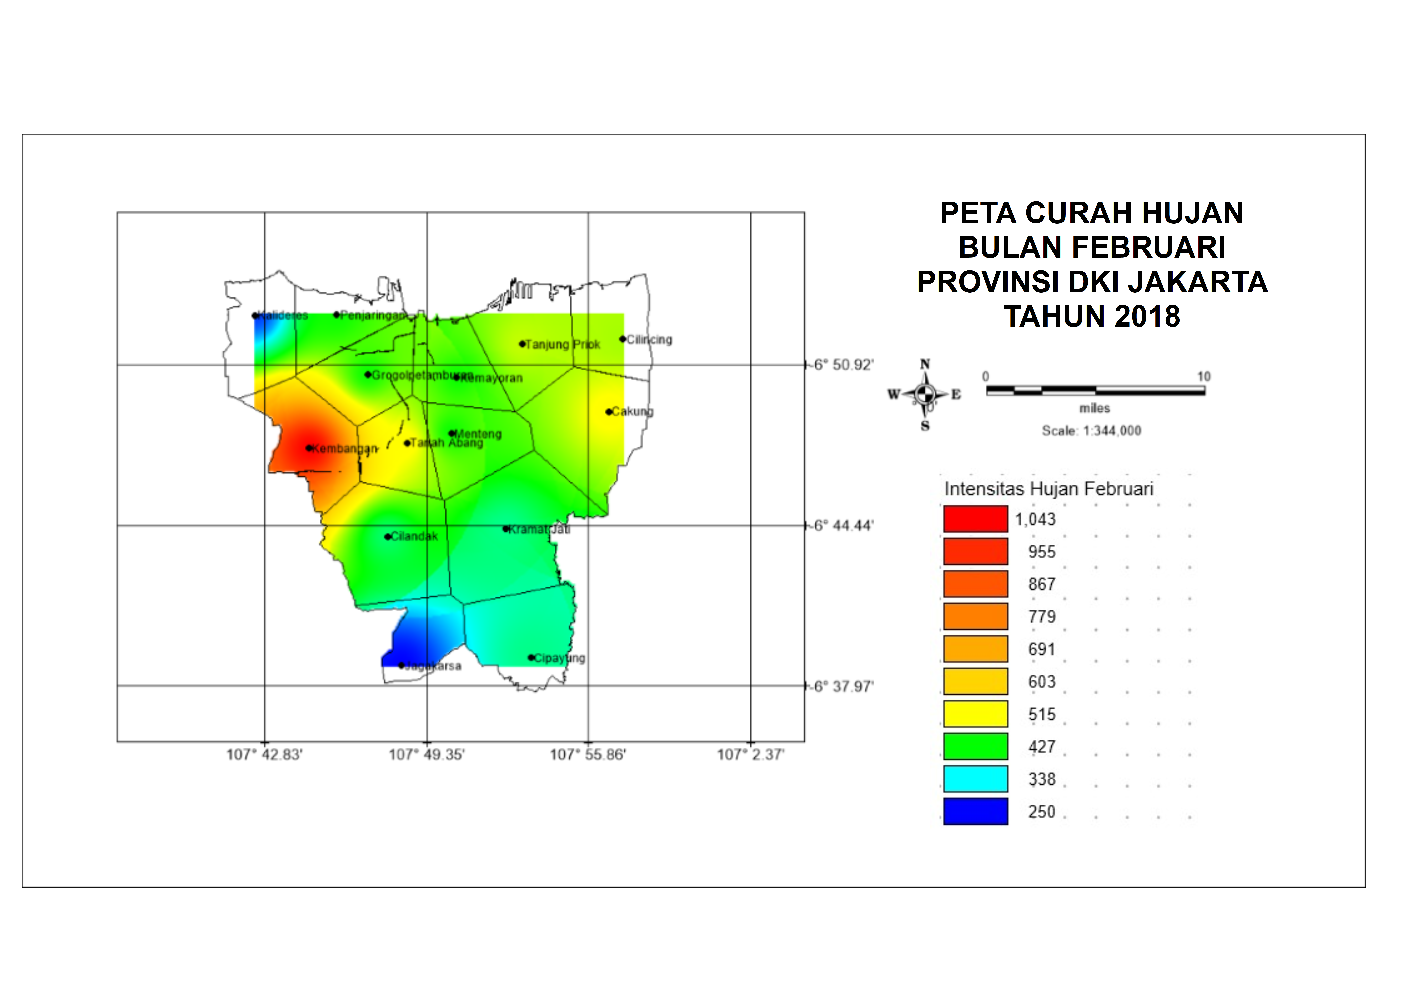 PETA CURAH HUJAN
BULAN FEBRUARI
PROVINSI DKI JAKARTA
TAHUN 2018
Kalideres
Penjaringan
Tanjung Priok
Cilincing
Grogolpetamburan
Kemayoran
Cakung
Menteng
Tanah Abang
Kembangan
Kramat Jati
Cilandak
Jagakarsa
Cipayung
-6° 50.92'
-6° 44.44'
-6° 37.97'
107° 42.83'
107° 49.35'
107° 55.86'
107° 2.37'
N
W
E
S
0
10
miles
Scale: 1:344,000
Intensitas Hujan Februari
1,043
955
867
779
691
603
515
427
338
250